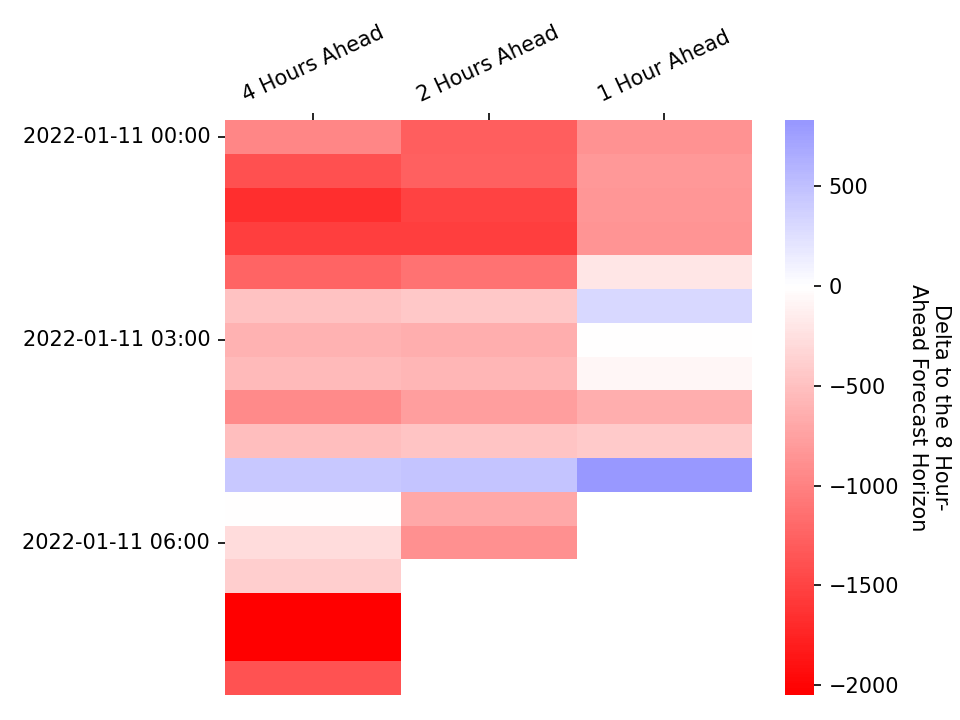 4 Hours Ahead
2 Hours Ahead
1 Hour Ahead
2022-01-11 00:00
2022-01-11 03:00
2022-01-11 06:00
500
0
−500
−1000
−1500
−2000
Delta to the 8 Hour-
Ahead Forecast Horizon